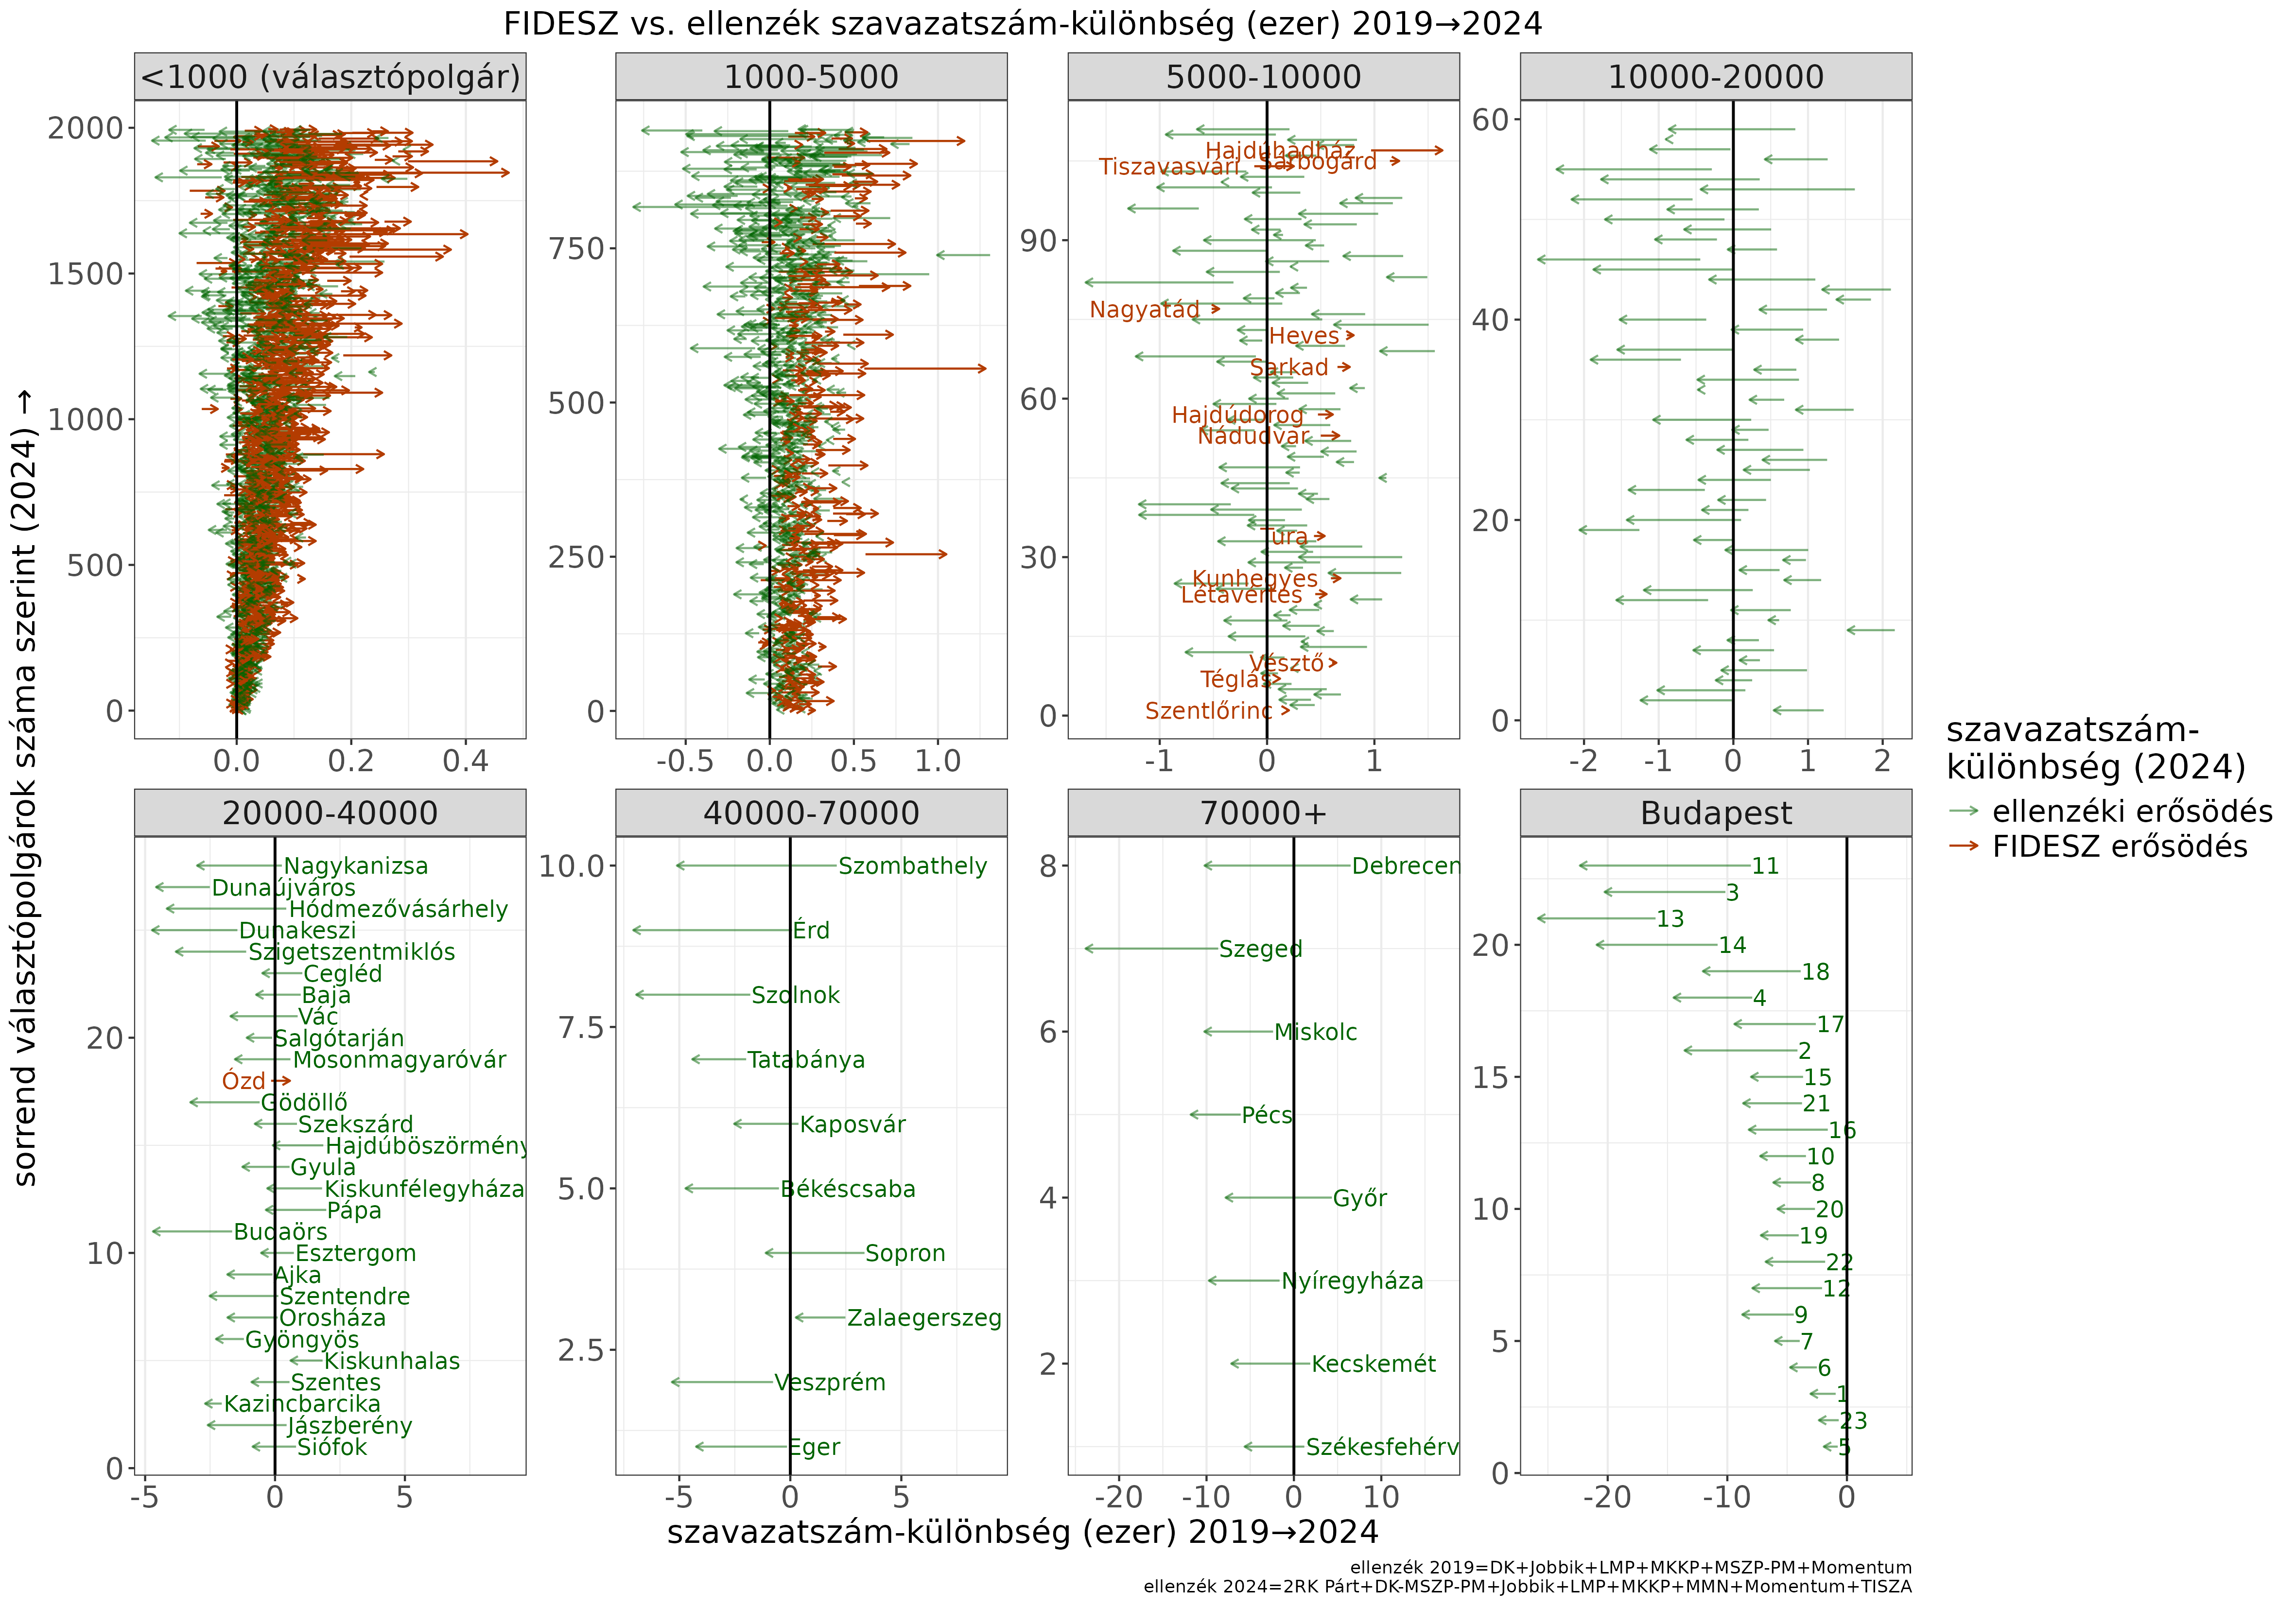 FIDESZ vs. ellenzék szavazatszám-különbség (ezer) 2019→2024
<1000 (választópolgár)
1000-5000
5000-10000
10000-20000
2000
1500
1000
500
0
0.0 0.2 0.4
750
500
250
0
-0.5 0.0 0.5 1.0
90
60
30
0
-1 0 1
Hajdúhadház
Sárbogárd
Tiszavasvári
Nagyatád
Heves
Sarkad
Hajdúdorog
Nádudvar
Tura
Kunhegyes
Létavértes
Vésztő
Téglás
Szentlőrinc
60
40
20
0
-2 -1 0 1 2
sorrend választópolgárok száma szerint (2024) →
20000-40000
40000-70000
70000+
Budapest
20
10
0
-5 0 5
Nagykanizsa
Dunaújváros
Hódmezővásárhely
Dunakeszi
Szigetszentmiklós
Cegléd
Baja
Vác
Salgótarján
Mosonmagyaróvár
Ózd
Gödöllő
Szekszárd
Hajdúböszörmény
Gyula
Kiskunfélegyháza
Pápa
Budaörs
Esztergom
Ajka
Szentendre
Orosháza
Gyöngyös
Kiskunhalas
Szentes
Kazincbarcika
Jászberény
Siófok
10.0
7.5
5.0
2.5
-5 0 5
Szombathely
Érd
Szolnok
Tatabánya
Kaposvár
Békéscsaba
Sopron
Zalaegerszeg
Veszprém
Eger
8
6
4
2
-20 -10 0 10
Debrecen
Szeged
Miskolc
Pécs
Győr
Nyíregyháza
Kecskemét
Székesfehérv
20
15
10
5
0
-20 -10 0
11
3
13
14
18
4
17
2
15
21
16
10
8
20
19
22
12
9
7
6
1
23
5
szavazatszám-különbség (ezer) 2019→2024
szavazatszám-
különbség (2024)
ellenzéki erősödés
FIDESZ erősödés
ellenzék 2019=DK+Jobbik+LMP+MKKP+MSZP-PM+Momentum
ellenzék 2024=2RK Párt+DK-MSZP-PM+Jobbik+LMP+MKKP+MMN+Momentum+TISZA